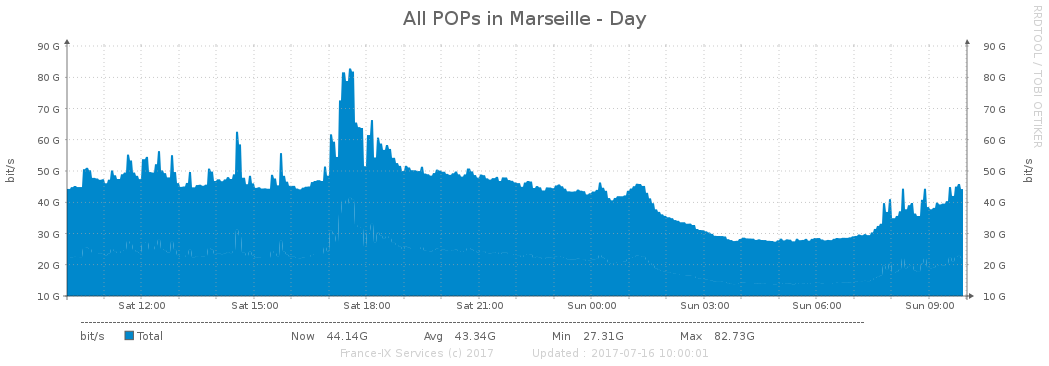 All POPs in Marseille - Day
RRDTOOL / TOBI OETIKER
bit/s
90 G 90 G
80 G 80 G
70 G 70 G
60 G 60 G
50 G 50 G
40 G 40 G
30 G 30 G
20 G 20 G
10 G 10 G
bit/s
Sat 12:00 Sat 15:00 Sat 18:00 Sat 21:00 Sun 00:00 Sun 03:00 Sun 06:00 Sun 09:00
bit/s Total Now 44.14G Avg 43.34G Min 27.31G Max 82.73G
France-IX Services (c) 2017 Updated : 2017-07-16 10:00:01